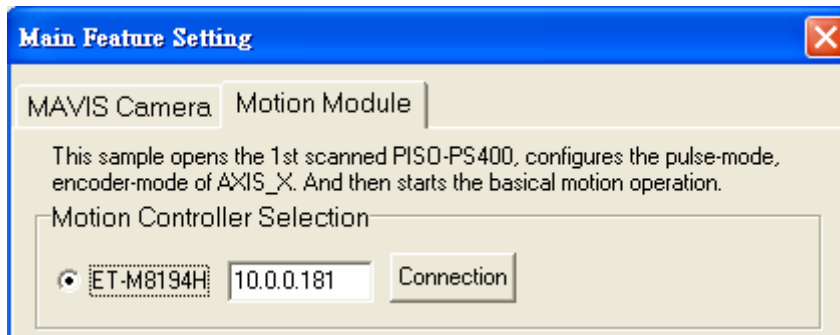 Main Feature Setting
MAVIS Camera Motion Module
This sample opens the 1st scanned PISO-PS400, configures the pulse-mode,
encoder-mode of AXIS_X. And then starts the basical motion operation.
Motion Controller Selection
ET-M8194H 10.0.0.181 Connection